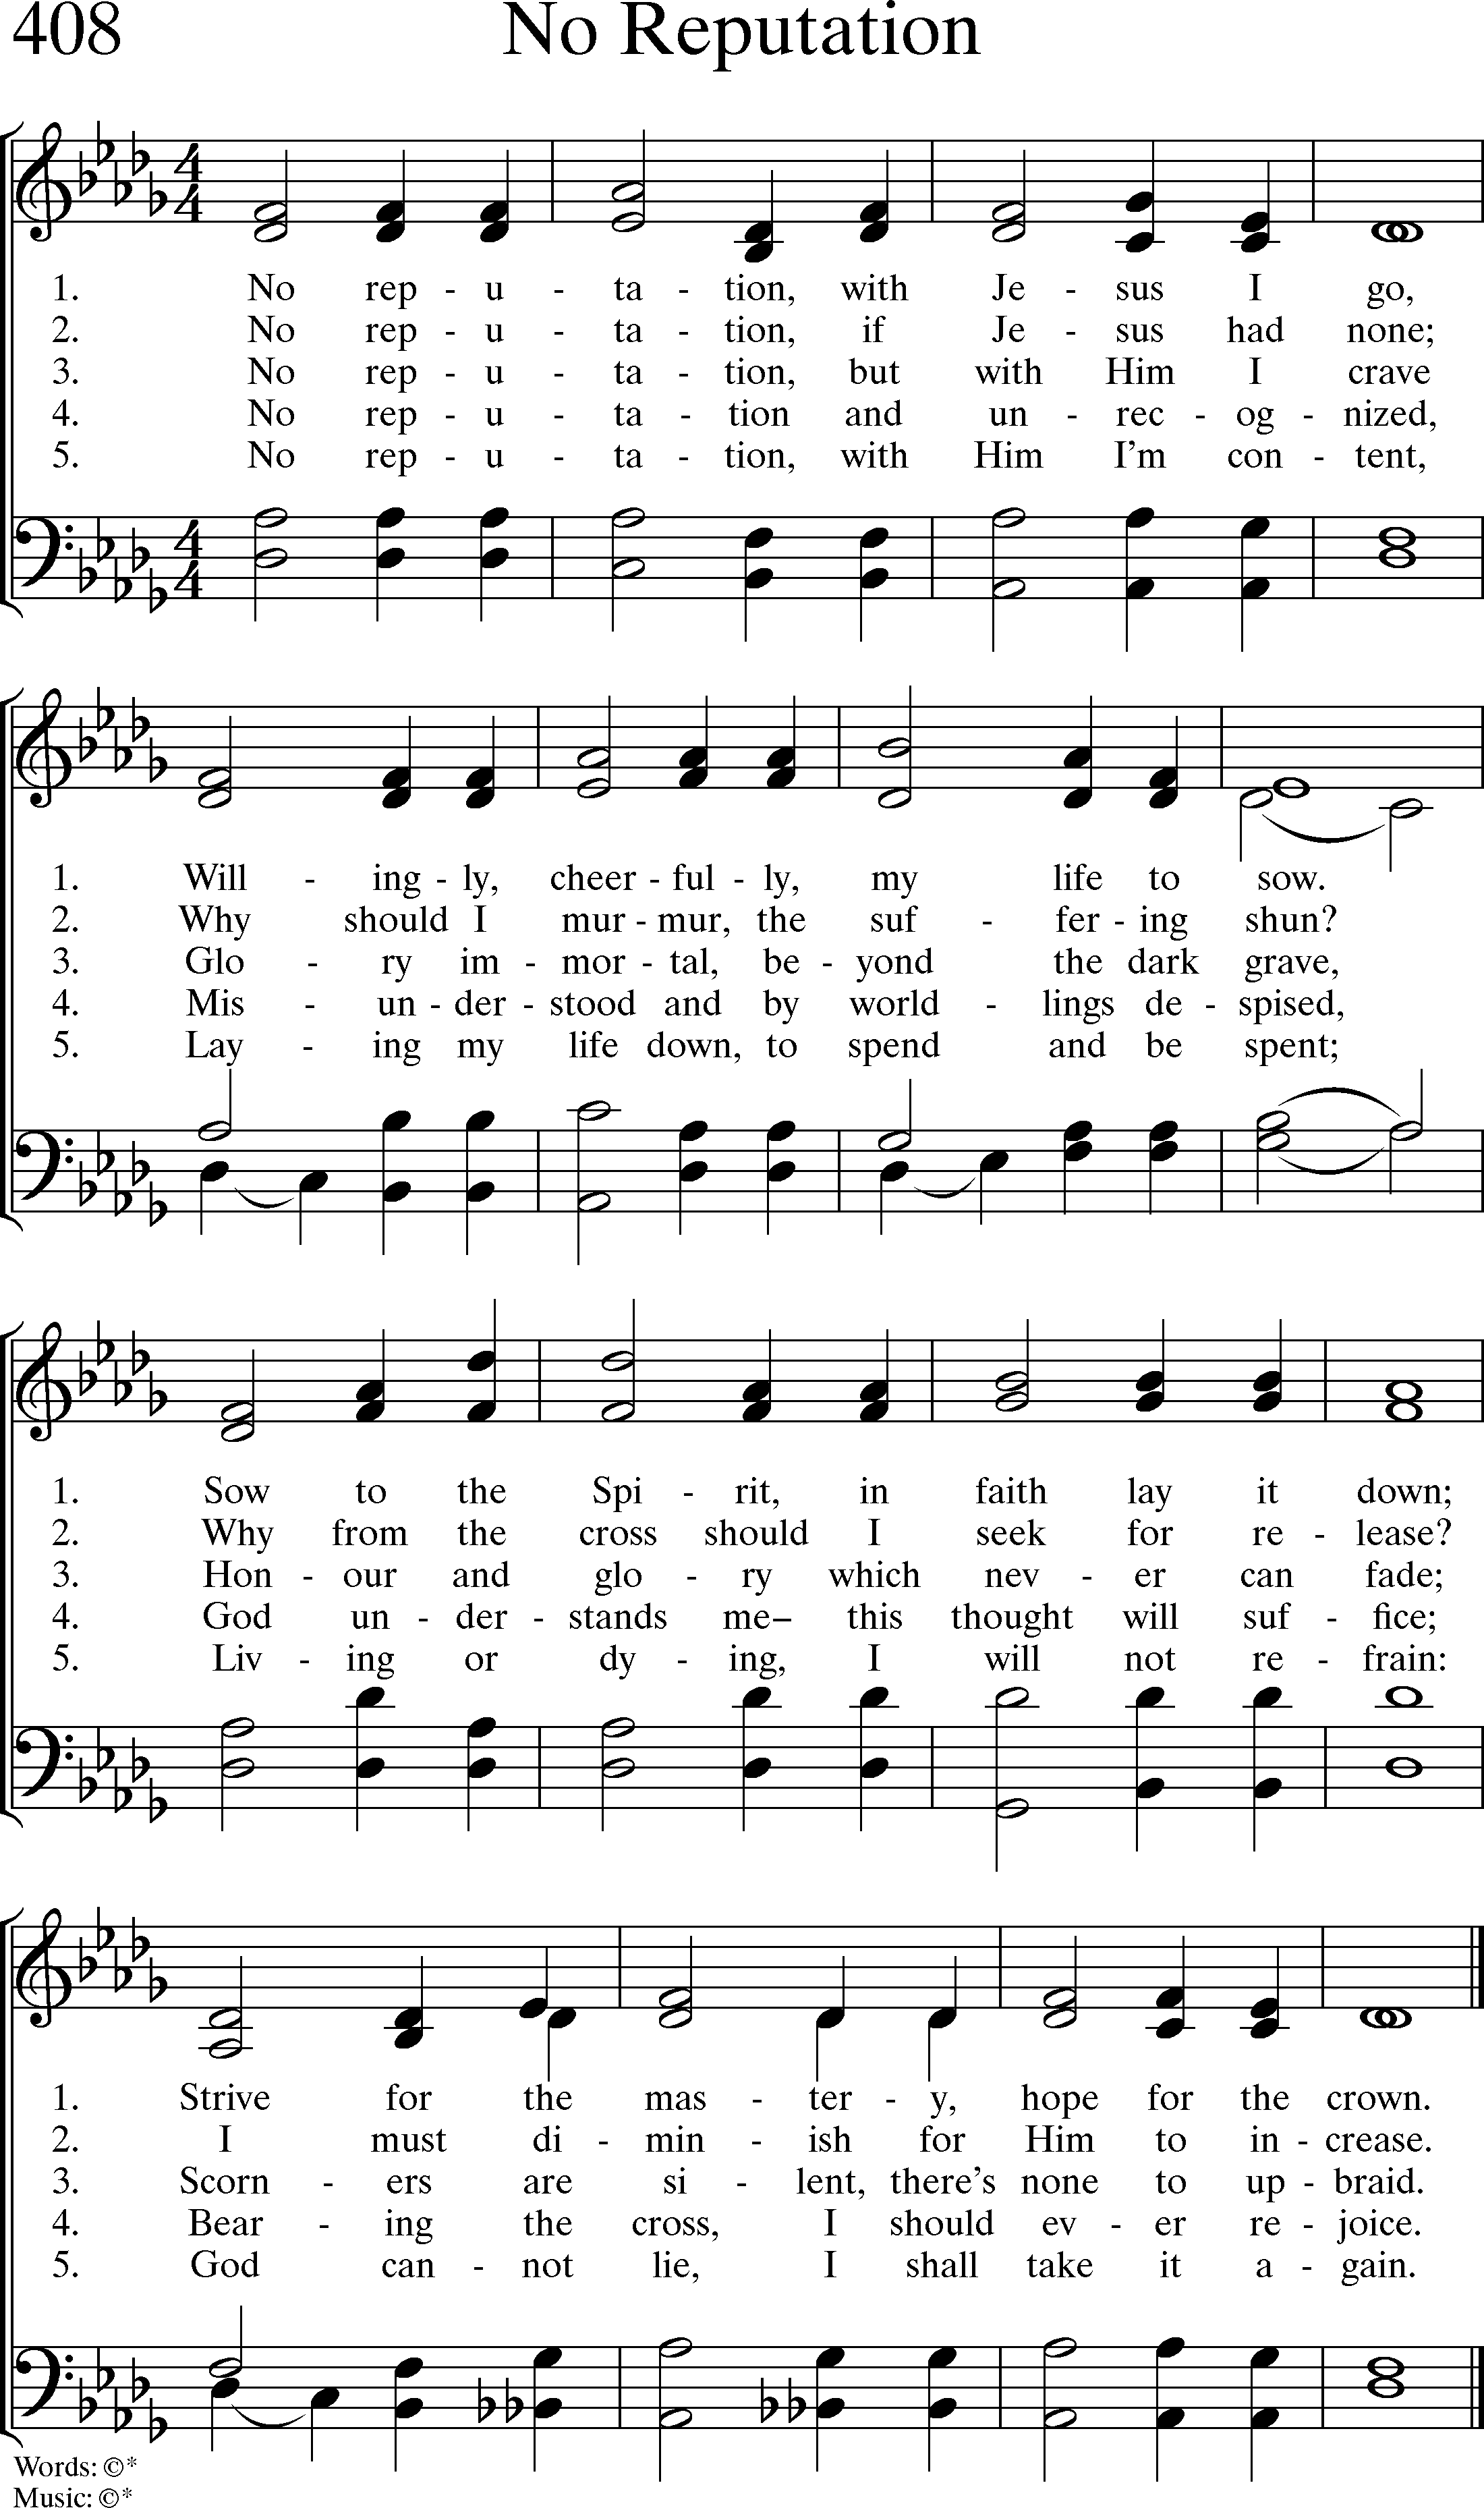 408 No Reputation
1. No rep - u - ta - tion, with Je - sus I go,
2. No rep - u - ta - tion, if Je - sus had none;
3. No rep - u - ta - tion, but with Him I crave
4. No rep - u - ta - tion and un - rec - og - nized,
5. No rep - u - ta - tion, with Him I'm con - tent,
1. Will - ing - ly, cheer - ful - ly, my life to sow.
2. Why should I mur - mur, the suf - fer - ing shun?
3. Glo - ry im - mor - tal, be - yond the dark grave,
4. Mis - un - der - stood and by world - lings de - spised,
5. Lay - ing my life down, to spend and be spent;
1. Sow to the Spi - rit, in faith lay it down;
2. Why from the cross should I seek for re - lease?
3. Hon - our and glo - ry which nev - er can fade;
4. God un - der - stands me– this thought will suf - fice;
5. Liv - ing or dy - ing, I will not re - frain:
1. Strive for the mas - ter - y, hope for the crown.
2. I must di - min - ish for Him to in - crease.
3. Scorn - ers are si - lent, there's none to up - braid.
4. Bear - ing the cross, I should ev - er re - joice.
5. God can - not lie, I shall take it a - gain.
Words: ©*
Music: ©*